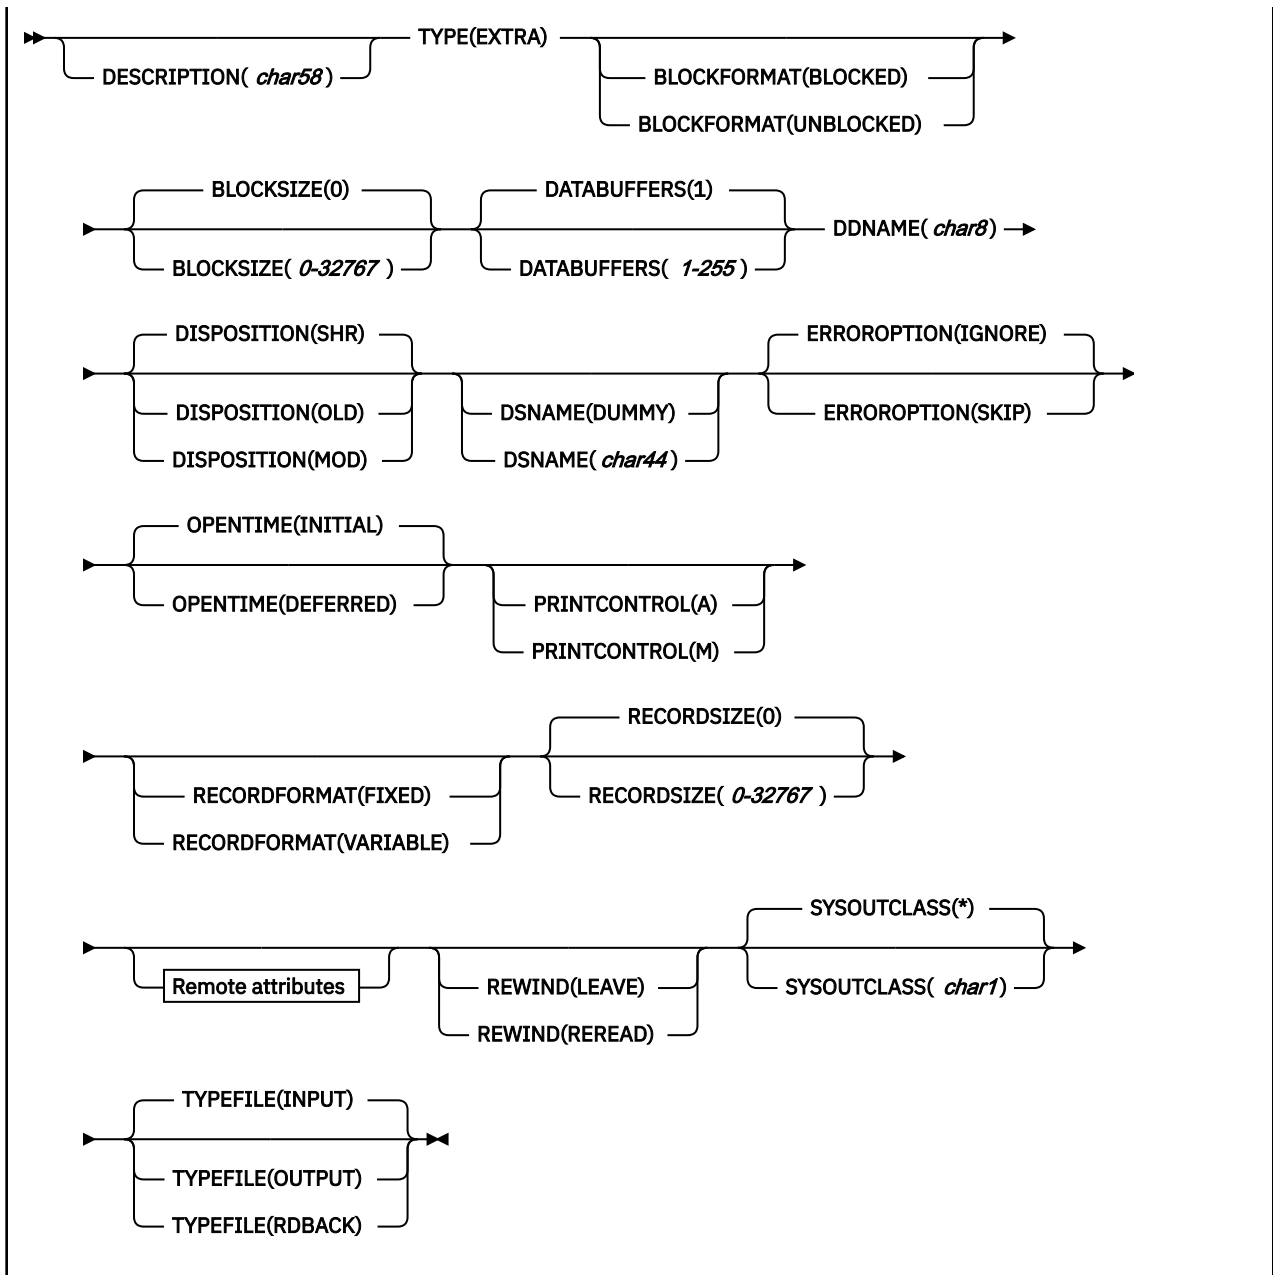 TYPE(EXTRA)
DESCRIPTION( char58 )
BLOCKFORMAT(BLOCKED)
BLOCKFORMAT(UNBLOCKED)
BLOCKSIZE(0)
DATABUFFERS(1)
DDNAME( char8 )
BLOCKSIZE( 0-32767 )
DATABUFFERS( 1-255 )
DISPOSITION(SHR)
ERROROPTION(IGNORE)
DISPOSITION(OLD)
DSNAME(DUMMY)
ERROROPTION(SKIP)
DISPOSITION(MOD)
DSNAME( char44 )
OPENTIME(INITIAL)
OPENTIME(DEFERRED)
PRINTCONTROL(A)
PRINTCONTROL(M)
RECORDSIZE(0)
RECORDFORMAT(FIXED)
RECORDSIZE( 0-32767 )
RECORDFORMAT(VARIABLE)
SYSOUTCLASS(*)
Remote attributes
REWIND(LEAVE)
SYSOUTCLASS( char1 )
REWIND(REREAD)
TYPEFILE(INPUT)
TYPEFILE(OUTPUT)
TYPEFILE(RDBACK)